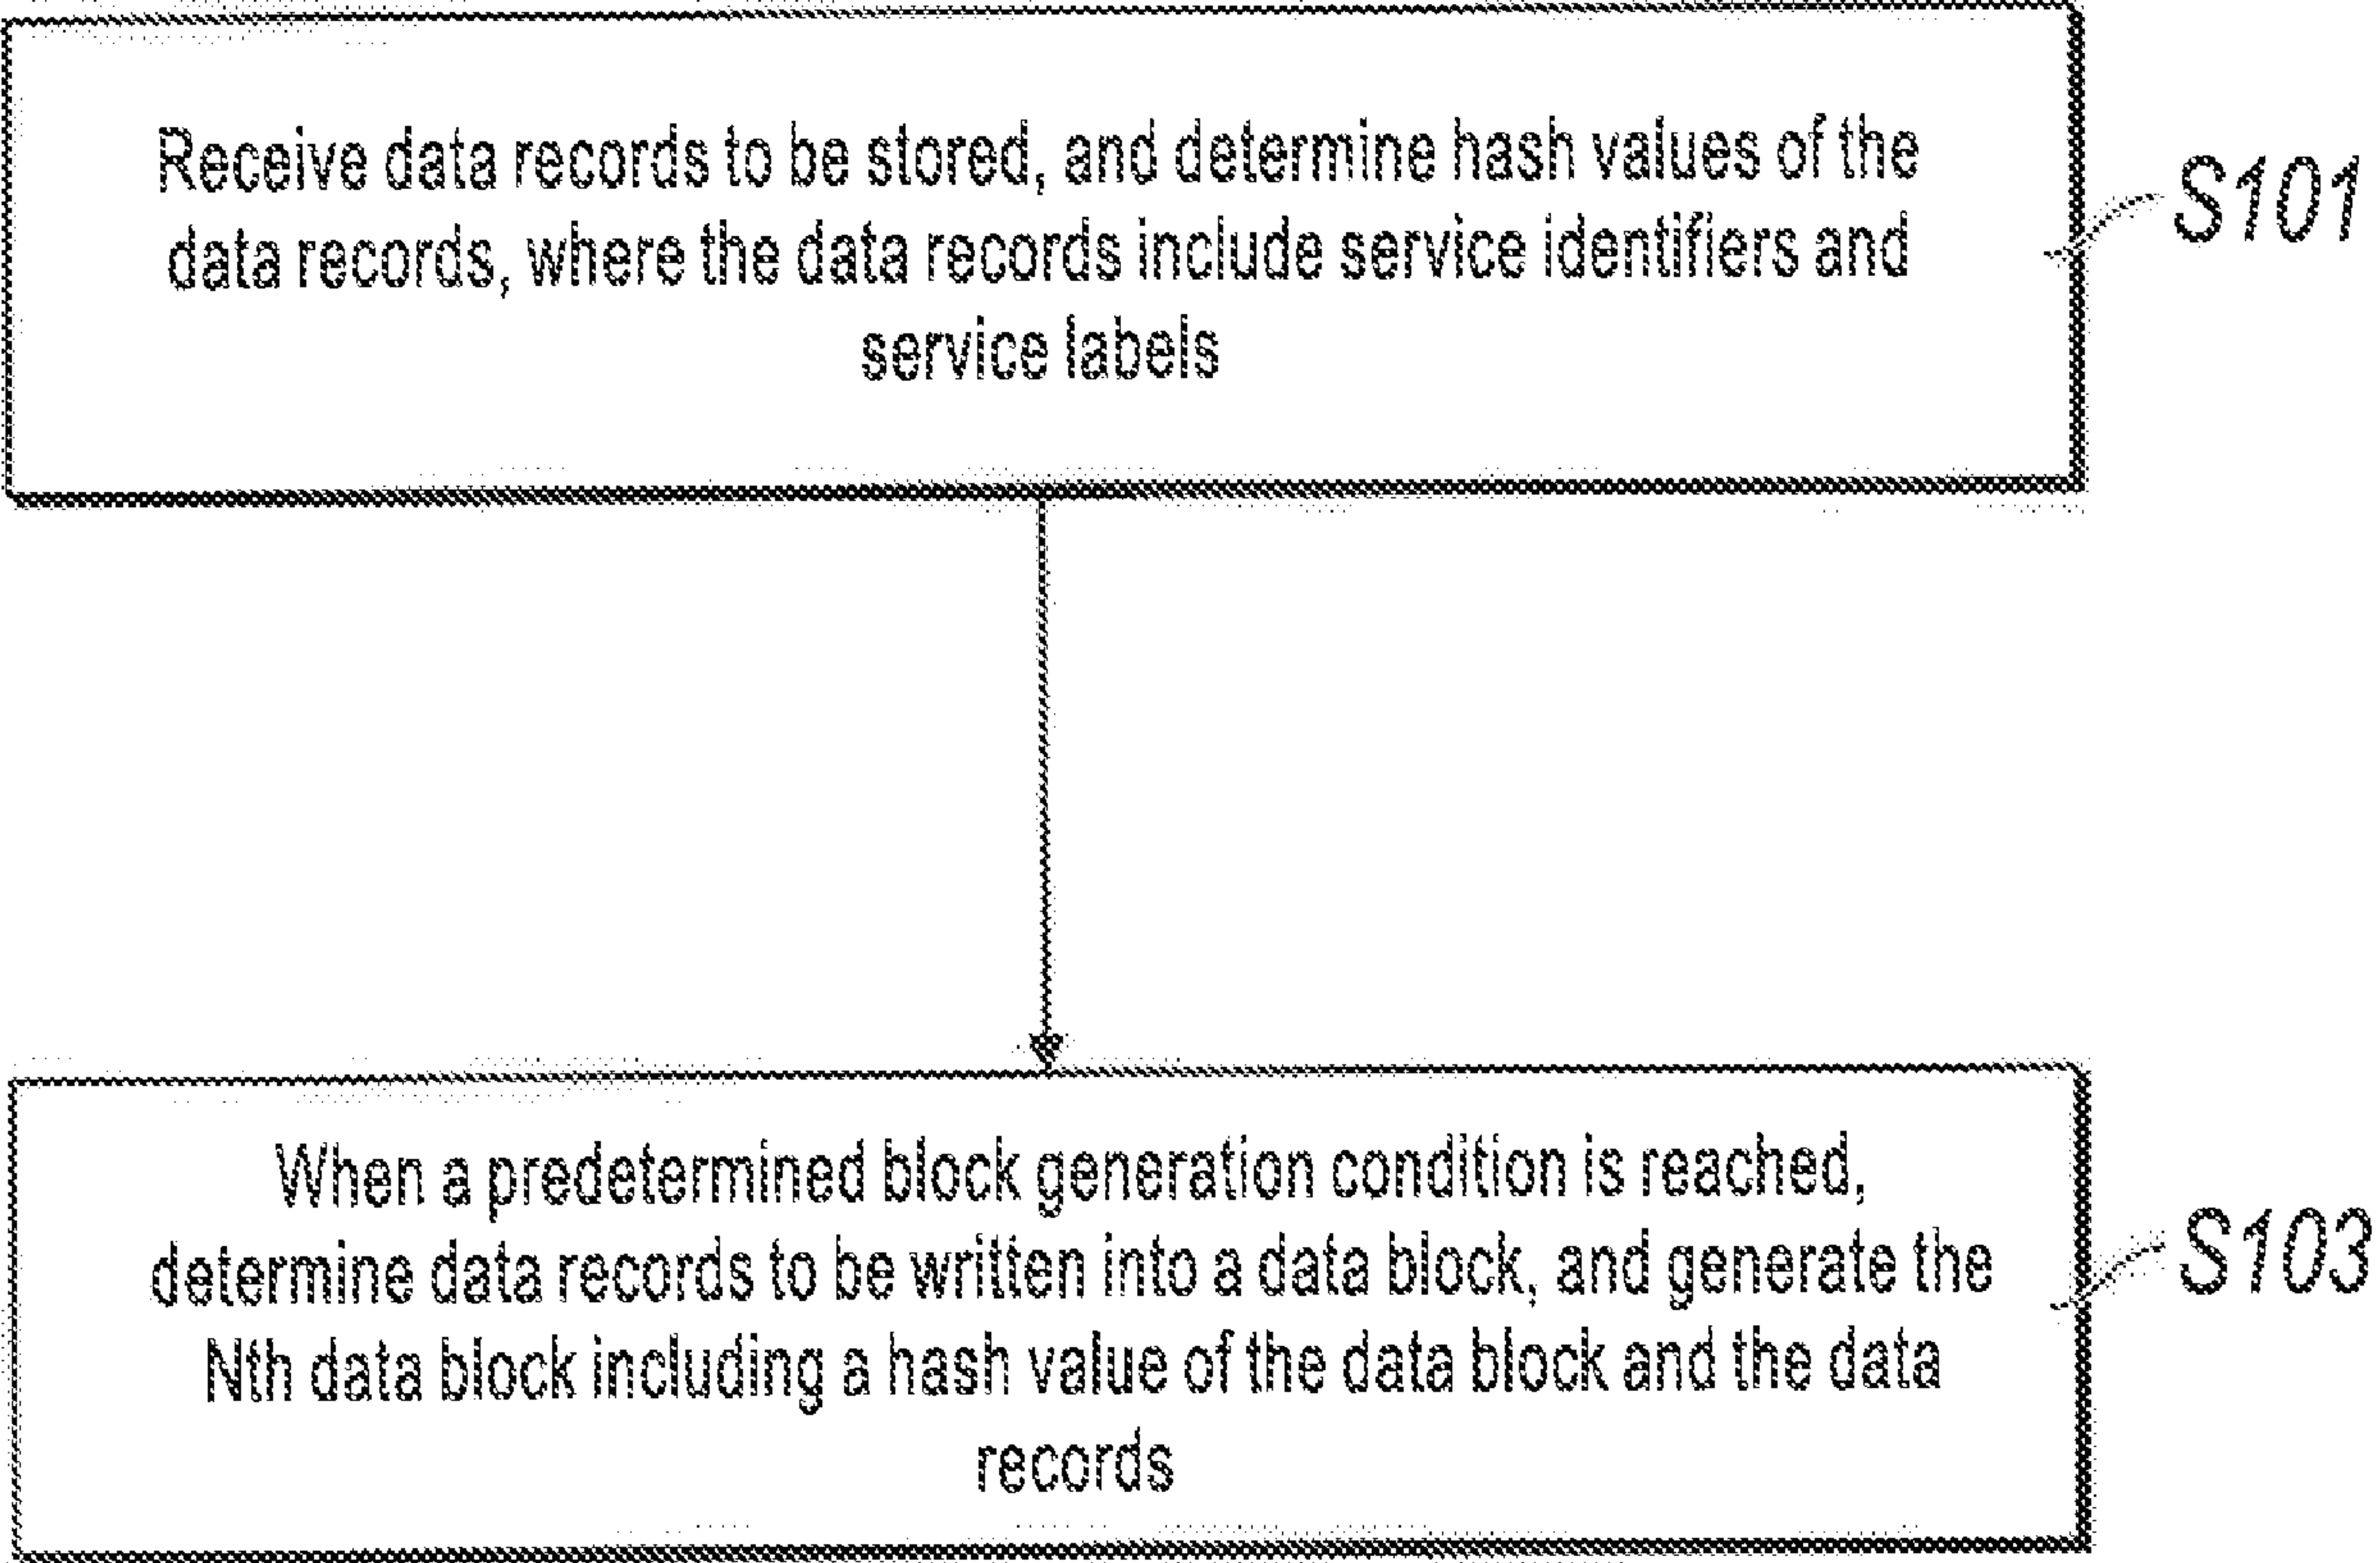 Receive data records to be stored, and determine hash values of the
data records, where the data records include service identifiers and
service labels
S101
When a predetermined block generation condition is reached,
determine data records to be written into a data block, and generate the
Nth data block including a hash value of the data block and the data
records
S103